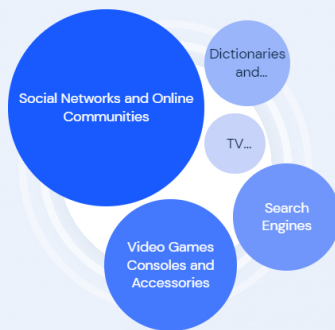 Social Networks and Online
Communities
Dictionaries
and...
TV...
Search
Engines
Video Games
Consoles and
Accessories